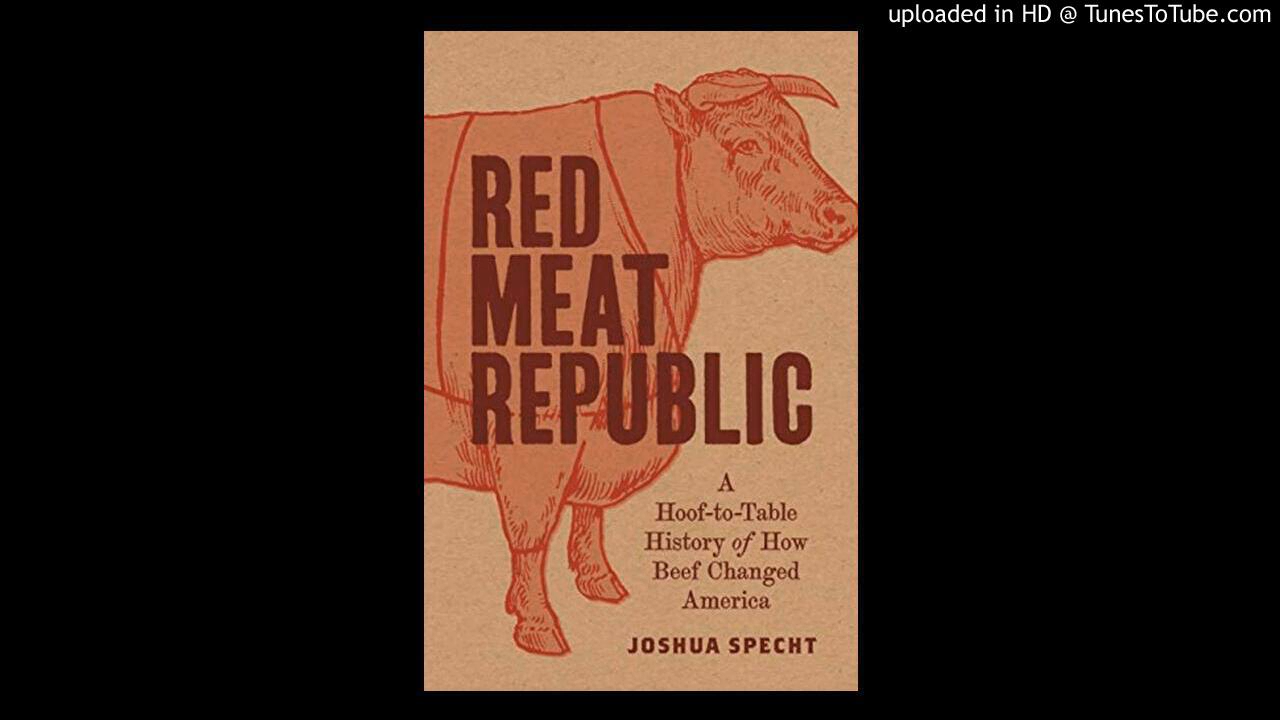 uploaded in HD @ TunesToTube.com
RED
MEAT
REPUBLIC
A
Hoof-to-Table
History of How
Beef Changed
America
JOSHUA SPECHT